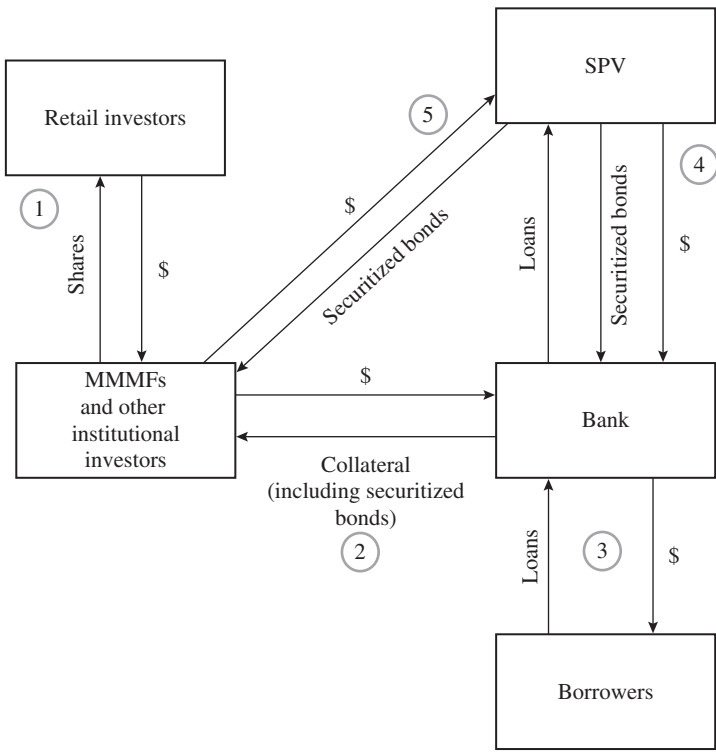 SPV
Retail investors
5
4
1
Shares
$
$
Securitized bonds
Loans
Securitized bonds
$
MMMFs
and other
institutional
investors
$
Bank
Collateral
(including securitized
bonds)
2
Loans
3
$
Borrowers